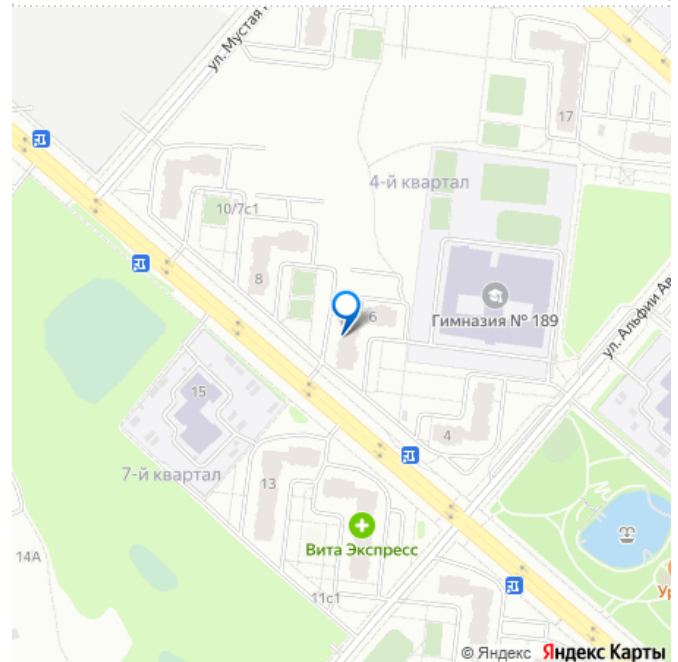 ул. Мустая
17
4-й квартал
10/7с1
8
6
Гимназия № 189
ул. Альфии Ав
15
4
7-й квартал
13
Вита Экспресс
14А
11с1
Ур
© Яндекс Яндекс Карты